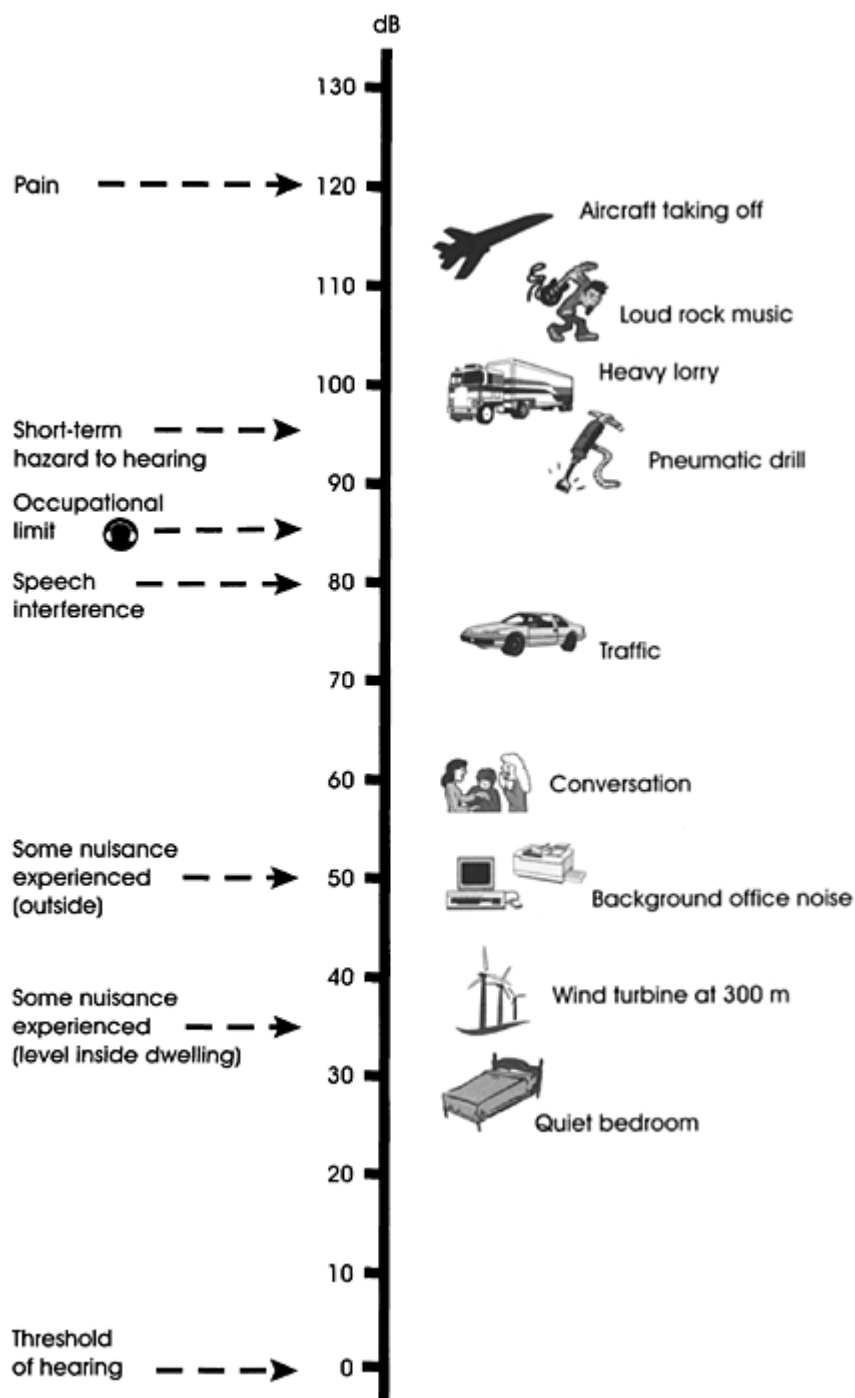 dB
130
Pain
120
Aircraft taking off
110
Loud rock music
Heavy lorry
100
Short-term
hazard to hearing
Pneumatic drill
90
Occupational
limit
Speech
interference
80
Traffic
70
60
Conversation
Some nuisance
experienced
(outside)
50
Background office noise
40
Wind turbine at 300 m
Some nuisance
experienced
(level inside dwelling)
30
Quiet bedroom
20
10
Threshold
of hearing
0